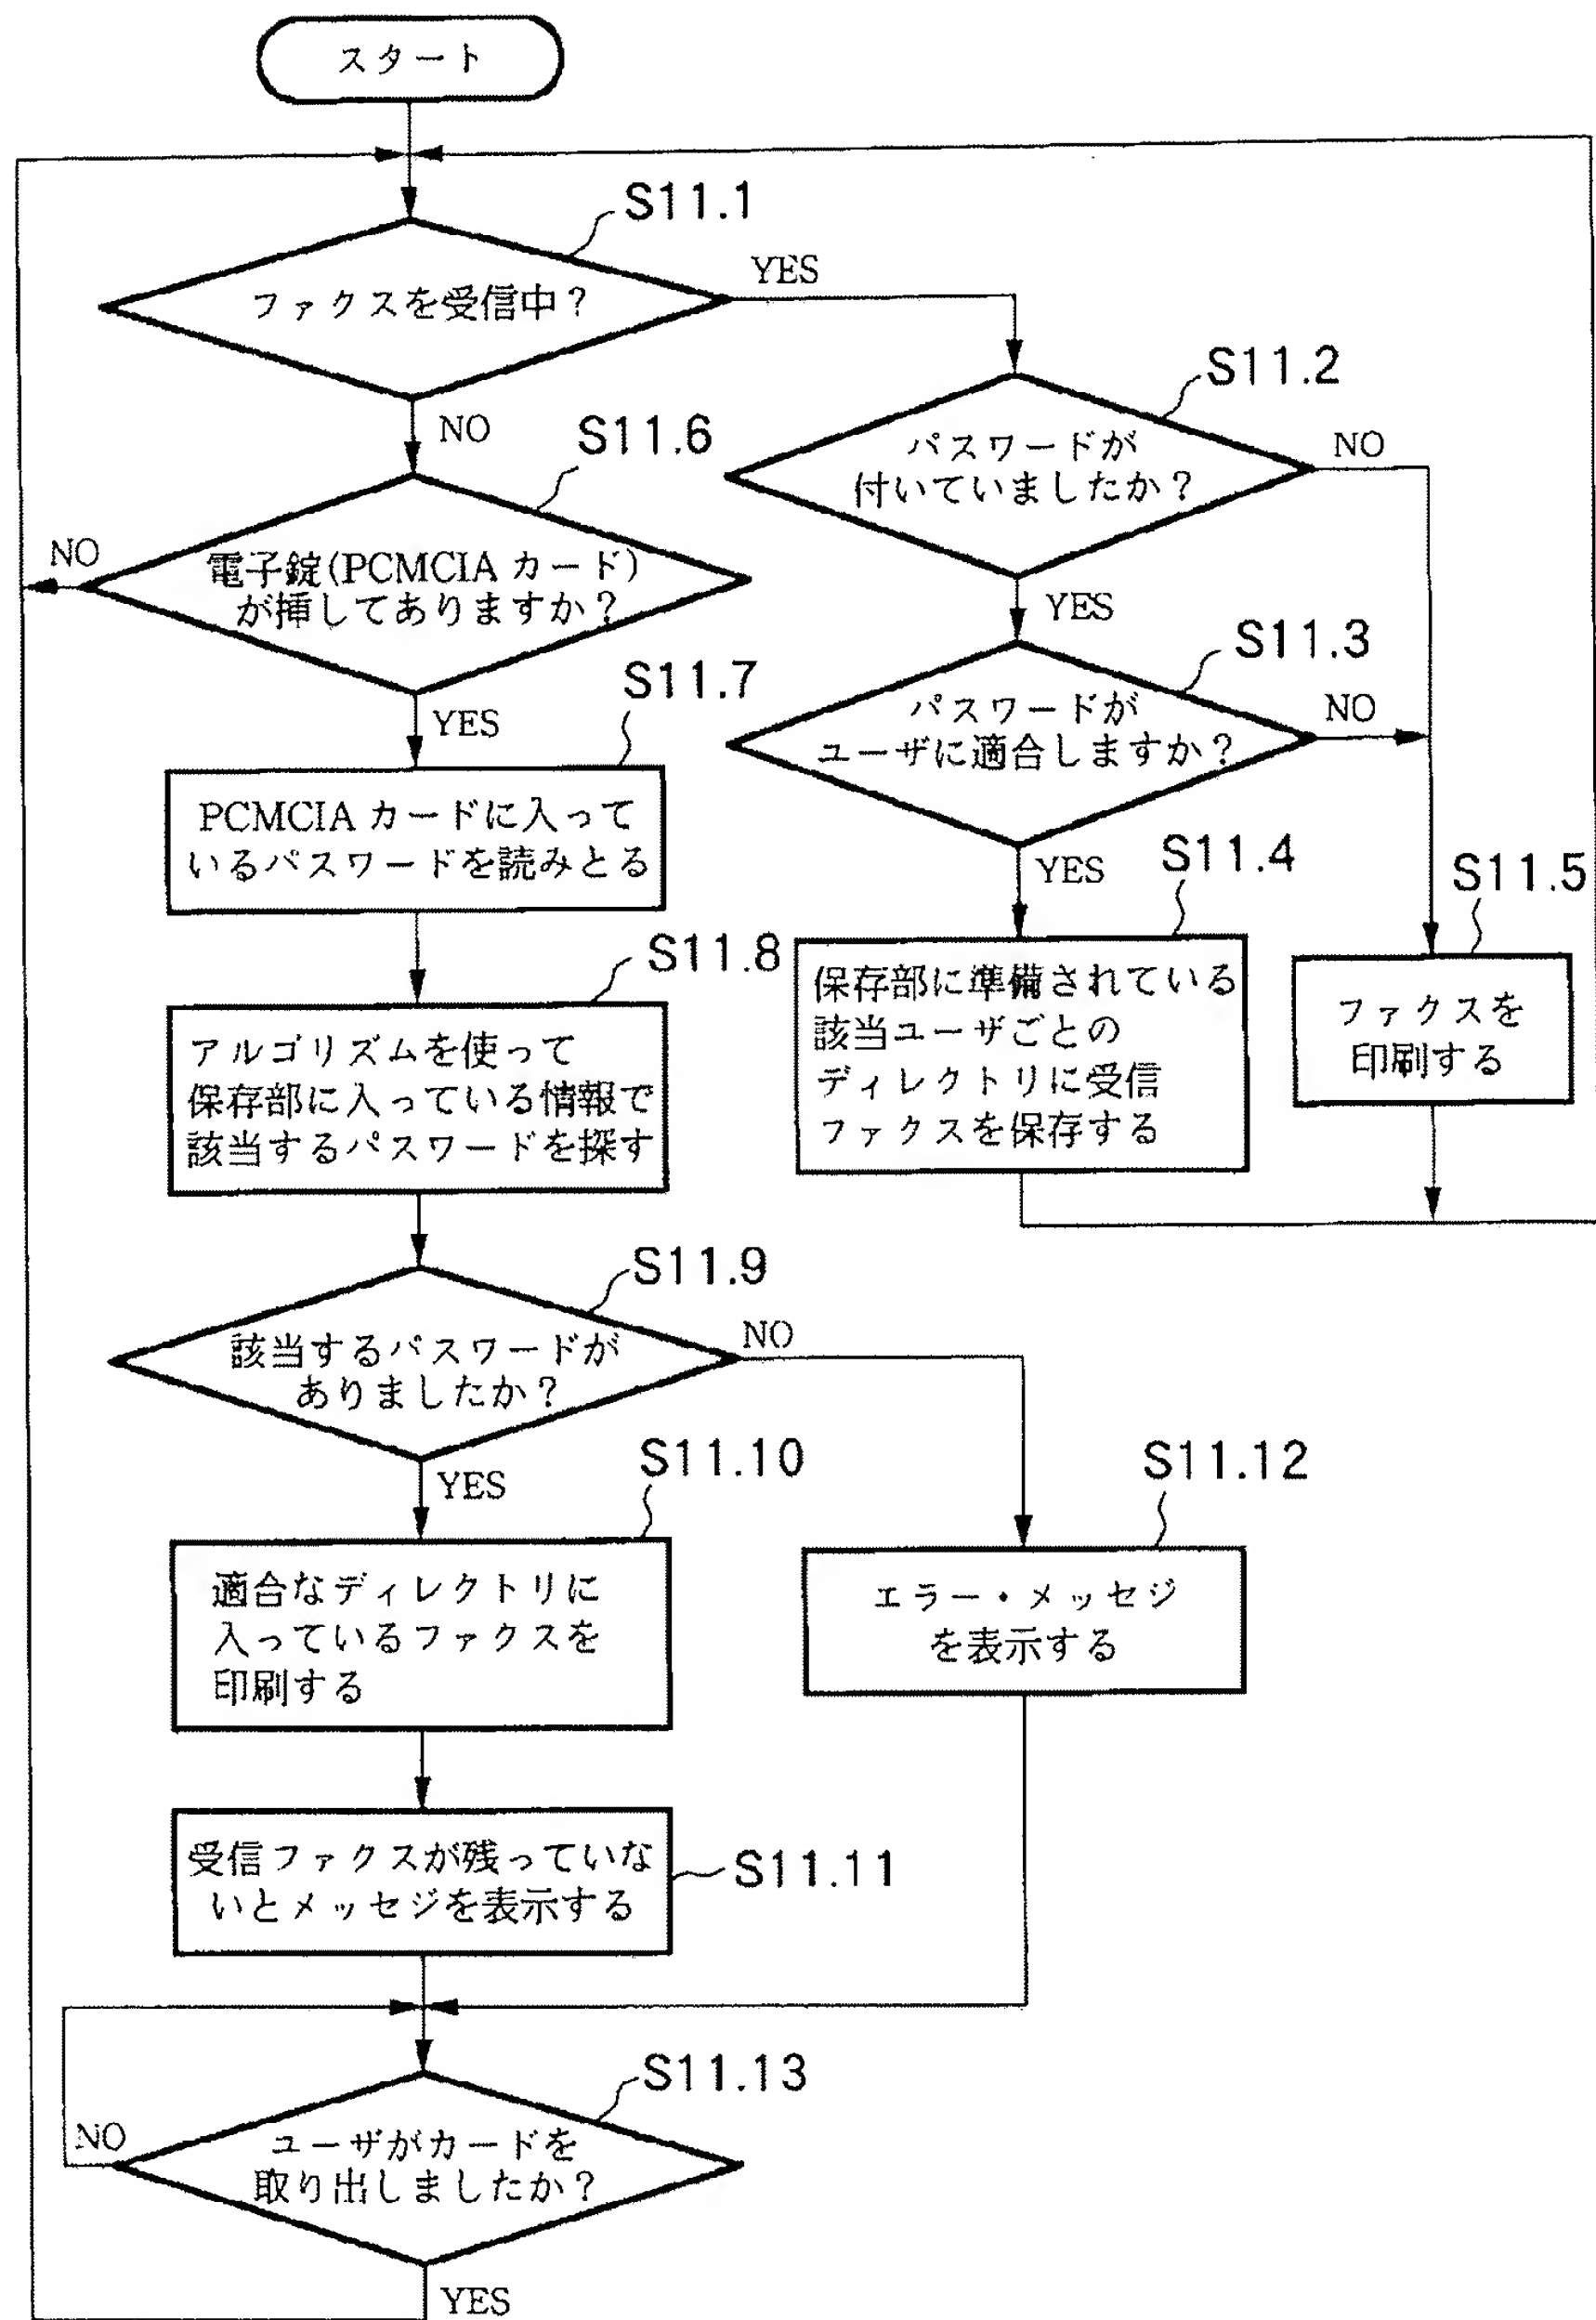 スタート
S11.1
ファクスを受信中？
YES
NO
S11.2
パスワードが
付いていましたか？
NO
YES
S11.6
電子錠(PCMCIA カード)
が挿してありますか？
NO
YES
S11.3
パスワードが
ユーザに適合しますか？
NO
YES
S11.7
PCMCIA カードに入って
いるパスワードを読みとる
S11.4
保存部に準備されている
該当ユーザごとの
ディレクトリに受信
ファクスを保存する
S11.5
ファクスを
印刷する
S11.8
アルゴリズムを使って
保存部に入っている情報で
該当するパスワードを探す
S11.9
該当するパスワードが
ありましたか？
NO
YES
S11.10
適合なディレクトリに
入っているファクスを
印刷する
S11.12
エラー・メッセジ
を表示する
S11.11
受信ファクスが残っていな
いとメッセジを表示する
S11.13
ユーザがカードを
取り出しましたか？
NO
YES